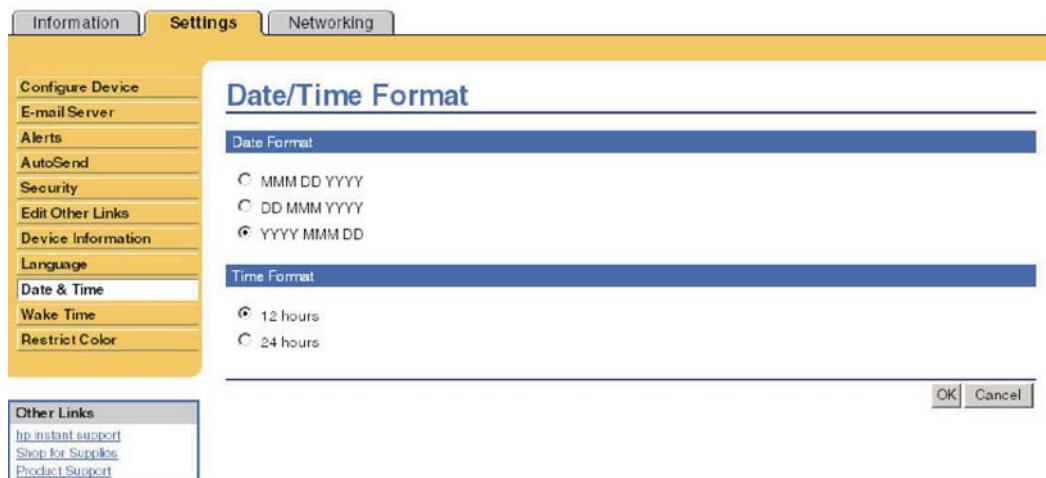 Information Settings Networking
Configure Device
E-mail Server
Alerts
AutoSend
Security
Edit Other Links
Device Information
Language
Date & Time
Wake Time
Restrict Color
Other Links
hp instant support
Shop for Supplies
Product Support
Date/Time Format
Date Format
MMM DD YYYY
DD MMM YYYY
YYYY MMM DD
Time Format
12 hours
24 hours
OK Cancel